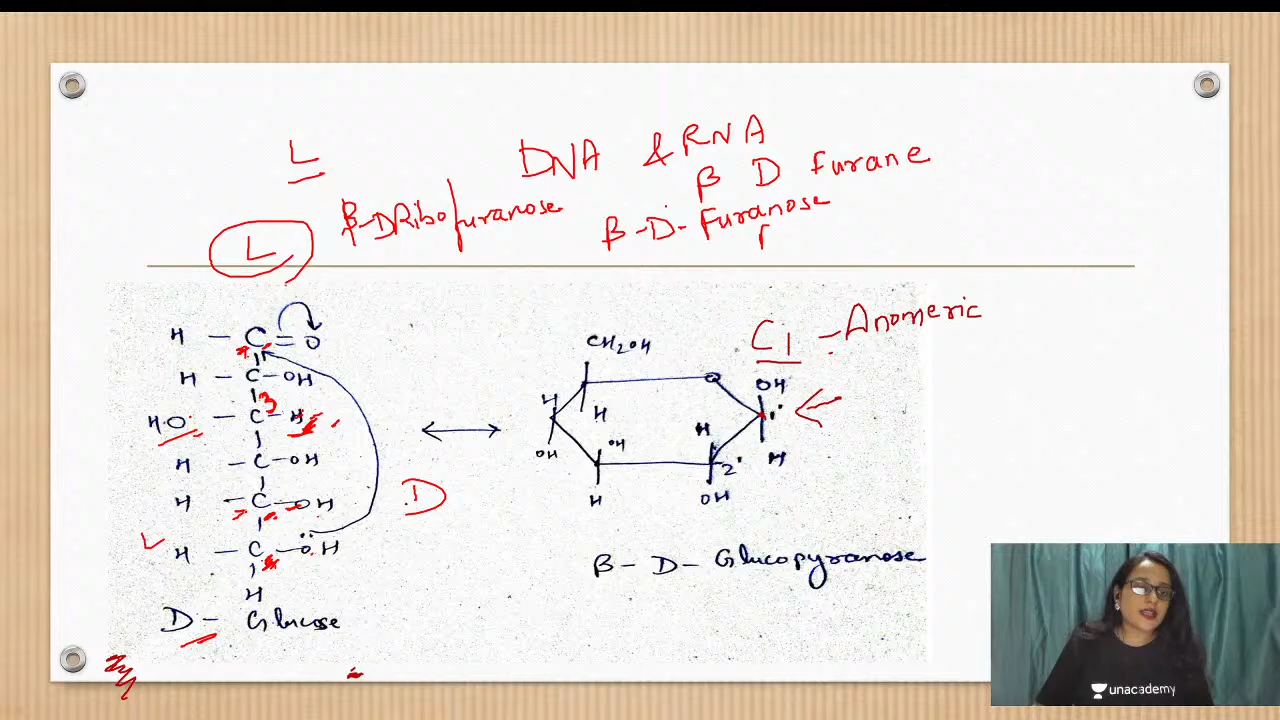 L
DNA & RNA
β D furane
β-D Ribofuranose
β-D-Furanose
L
C1 - Anomeric
H - C = O
H - C - OH
3
HO - C - H
H - C - OH
H - C - OH
H - C - OH
H
D - Glucose
D
CH2OH
OH
H
H
H
OH
OH
H
2
H
OH
β - D - Glucopyranose
unacademy